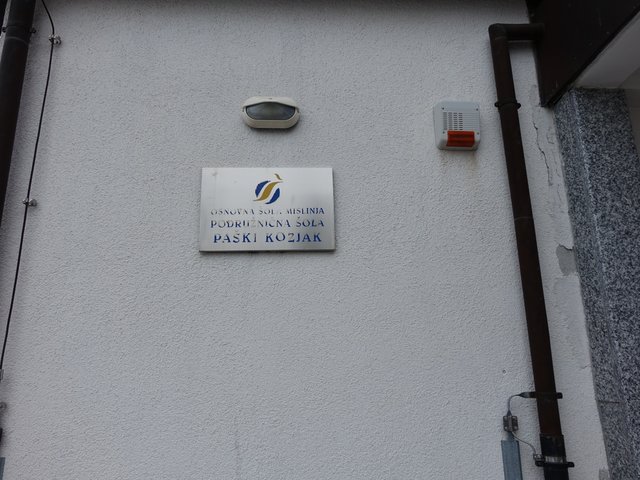 OSNOVNA ŠOLA MISLINJA
PODRUŽNIČNA ŠOLA
PAŠKI KOZJAK